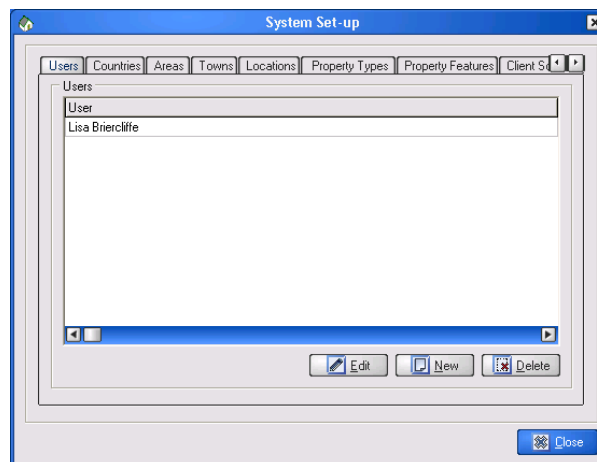 System Set-up
Users Countries Areas Towns Locations Property Types Property Features Client
Users
User
Lisa Briercliffe
Edit New Delete
Close